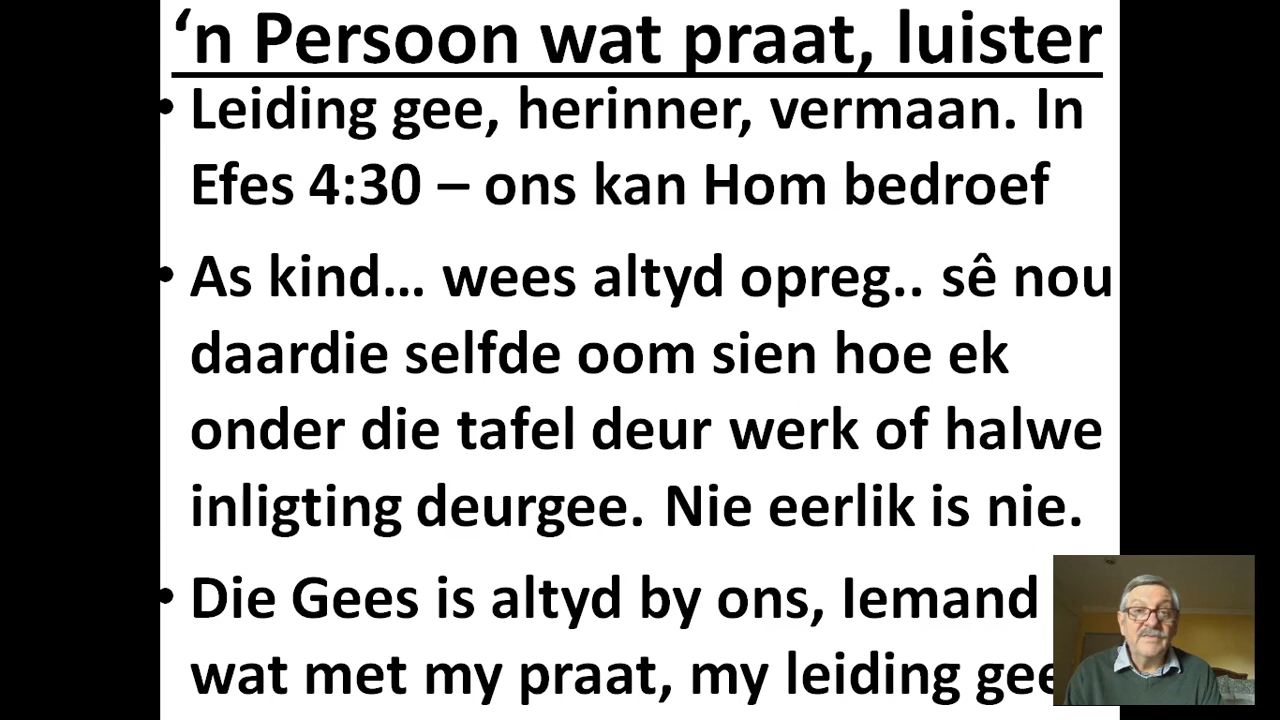 ‘n Persoon wat praat, luister
• Leiding gee, herinner, vermaan. In
Efes 4:30 – ons kan Hom bedroef
• As kind... wees altyd opreg.. sê nou
daardie selfde oom sien hoe ek
onder die tafel deur werk of halwe
inligting deurgee. Nie eerlik is nie.
• Die Gees is altyd by ons, Iemand
wat met my praat, my leiding gee